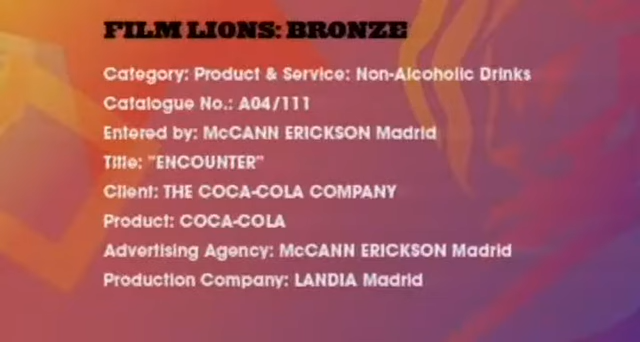 FILM LIONS: BRONZE
Category: Product & Service: Non-Alcoholic Drinks
Catalogue No.: A04/111
Entered by: McCANN ERICKSON Madrid
Title: "ENCOUNTER"
Client: THE COCA-COLA COMPANY
Product: COCA-COLA
Advertising Agency: McCANN ERICKSON Madrid
Production Company: LANDIA Madrid